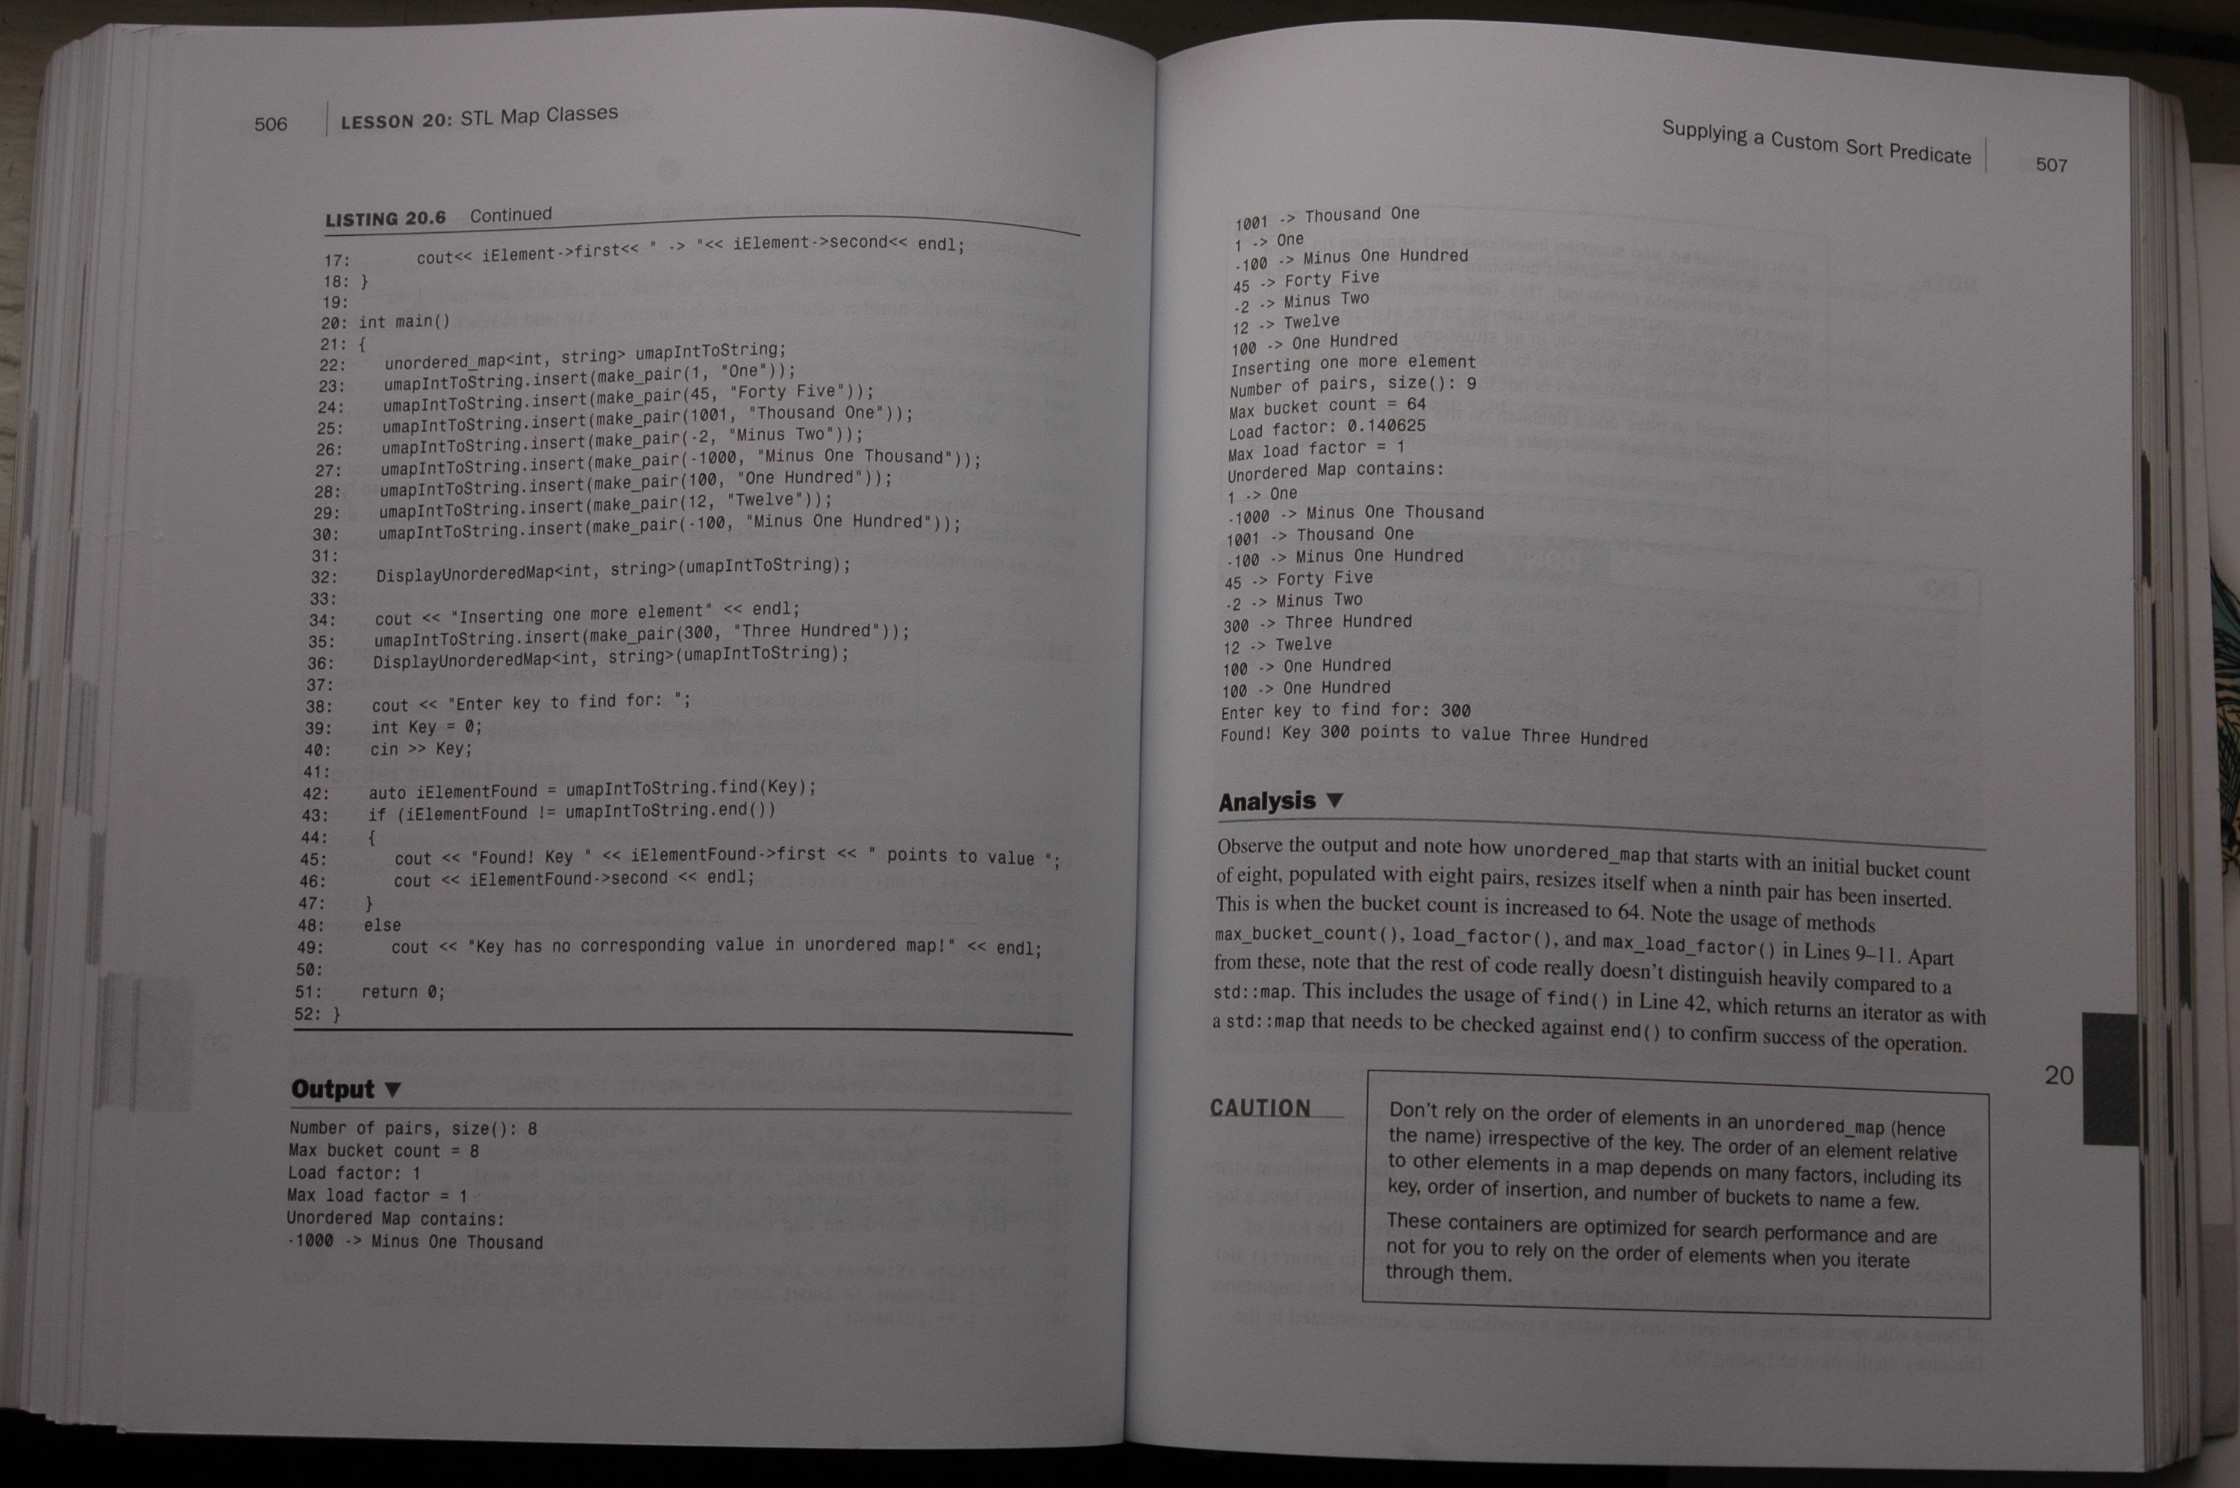 506 LESSON 20: STL Map Classes
LISTING 20.6 Continued
17: cout<< iElement->first<< " -> "<< iElement->second<< endl;
18: }
19:
20: int main()
21: {
22: unordered_map<int, string> umapIntToString;
23: umapIntToString.insert(make_pair(1, "One"));
24: umapIntToString.insert(make_pair(45, "Forty Five"));
25: umapIntToString.insert(make_pair(1001, "Thousand One"));
26: umapIntToString.insert(make_pair(-2, "Minus Two"));
27: umapIntToString.insert(make_pair(-1000, "Minus One Thousand"));
28: umapIntToString.insert(make_pair(100, "One Hundred"));
29: umapIntToString.insert(make_pair(12, "Twelve"));
30: umapIntToString.insert(make_pair(-100, "Minus One Hundred"));
31:
32: DisplayUnorderedMap<int, string>(umapIntToString);
33:
34: cout << "Inserting one more element" << endl;
35: umapIntToString.insert(make_pair(300, "Three Hundred"));
36: DisplayUnorderedMap<int, string>(umapIntToString);
37:
38: cout << "Enter key to find for: ";
39: int Key = 0;
40: cin >> Key;
41:
42: auto iElementFound = umapIntToString.find(Key);
43: if (iElementFound != umapIntToString.end())
44: {
45: cout << "Found! Key " << iElementFound->first << " points to value ";
46: cout << iElementFound->second << endl;
47: }
48: else
49: cout << "Key has no corresponding value in unordered map!" << endl;
50:
51: return 0;
52: }
Output ▼
Number of pairs, size(): 8
Max bucket count = 8
Load factor: 1
Max load factor = 1
Unordered Map contains:
-1000 -> Minus One Thousand
Supplying a Custom Sort Predicate 507
1001 -> Thousand One
1 -> One
-100 -> Minus One Hundred
45 -> Forty Five
-2 -> Minus Two
12 -> Twelve
100 -> One Hundred
Inserting one more element
Number of pairs, size(): 9
Max bucket count = 64
Load factor: 0.140625
Max load factor = 1
Unordered Map contains:
1 -> One
-1000 -> Minus One Thousand
1001 -> Thousand One
-100 -> Minus One Hundred
45 -> Forty Five
-2 -> Minus Two
300 -> Three Hundred
12 -> Twelve
100 -> One Hundred
100 -> One Hundred
Enter key to find for: 300
Found! Key 300 points to value Three Hundred
Analysis ▼
Observe the output and note how unordered_map that starts with an initial bucket count
of eight, populated with eight pairs, resizes itself when a ninth pair has been inserted.
This is when the bucket count is increased to 64. Note the usage of methods
max_bucket_count(), load_factor(), and max_load_factor() in Lines 9–11. Apart
from these, note that the rest of code really doesn't distinguish heavily compared to a
std::map. This includes the usage of find() in Line 42, which returns an iterator as with
a std::map that needs to be checked against end() to confirm success of the operation.
20
CAUTION
Don't rely on the order of elements in an unordered_map (hence
the name) irrespective of the key. The order of an element relative
to other elements in a map depends on many factors, including its
key, order of insertion, and number of buckets to name a few.
These containers are optimized for search performance and are
not for you to rely on the order of elements when you iterate
through them.